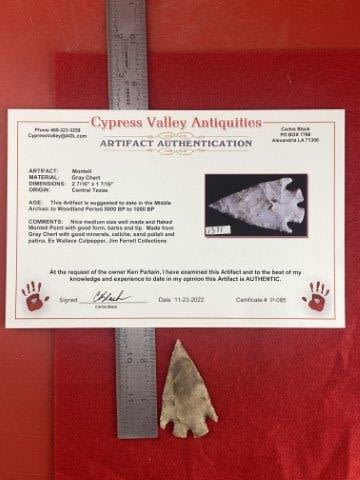 Cypress Valley Antiquities
Phone 469-323-3259
CypressValley@AOL.com
Carlos Black
PO BOX 7768
Alexandria LA 71306
ARTIFACT AUTHENTICATION
ARTIFACT: Montell
MATERIAL: Gray Chert
DIMENSIONS: 2 7/16" x 1 7/16"
ORIGIN: Central Texas
AGE: This Artifact is suggested to date in the Middle
Archaic to Woodland Period 5000 BP to 1000 BP
COMMENTS: Nice medium size well made and flaked
Montell Point with good form, barbs and tip. Made from
Gray Chert with good minerals, caliche, sand polish and
patina. Ex Wallace Culpepper, Jim Ferrell Collections
1371
At the request of the owner Ken Partain, I have examined this Artifact and to the best of my
knowledge and experience to date in my opinion this Artifact is AUTHENTIC.
Signed
Date 11-23-2022
Certificate # P-085
Carlos Black